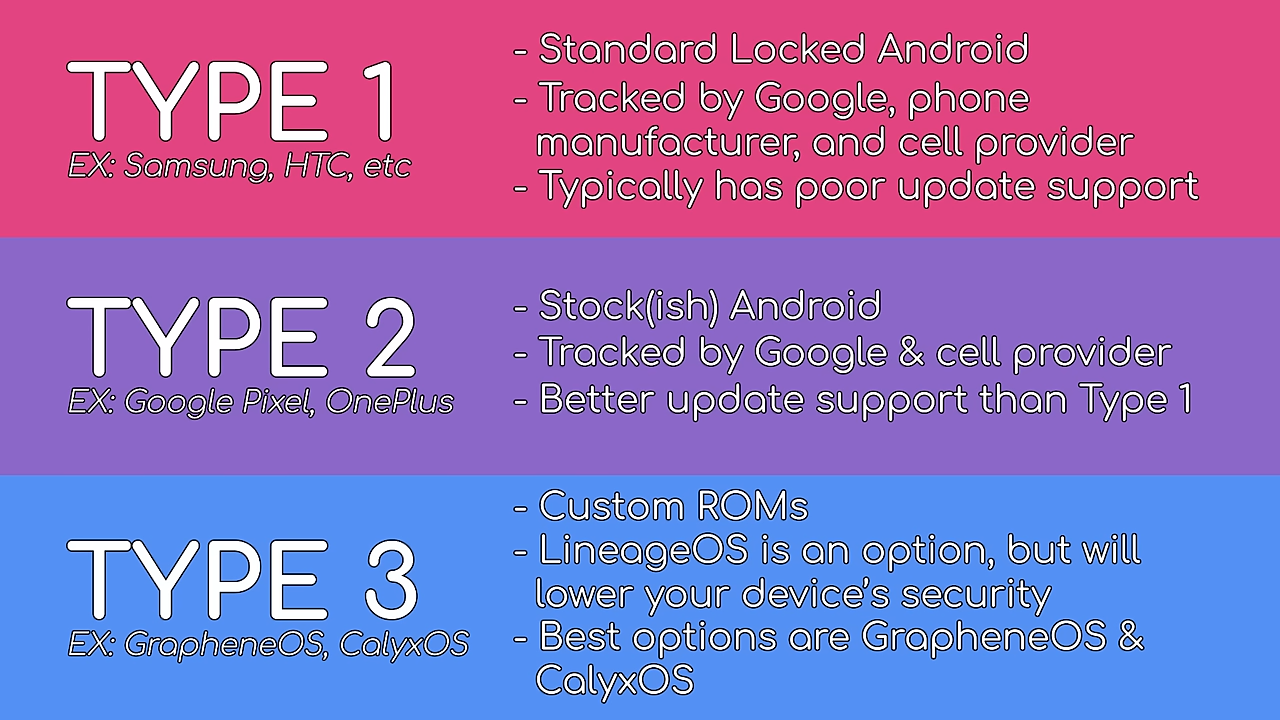 TYPE 1
EX: Samsung, HTC, etc
- Standard Locked Android
- Tracked by Google, phone
manufacturer, and cell provider
- Typically has poor update support
TYPE 2
EX: Google Pixel, OnePlus
- Stock(ish) Android
- Tracked by Google & cell provider
- Better update support than Type 1
TYPE 3
EX: GrapheneOS, CalyxOS
- Custom ROMs
- LineageOS is an option, but will
lower your device's security
- Best options are GrapheneOS &
CalyxOS